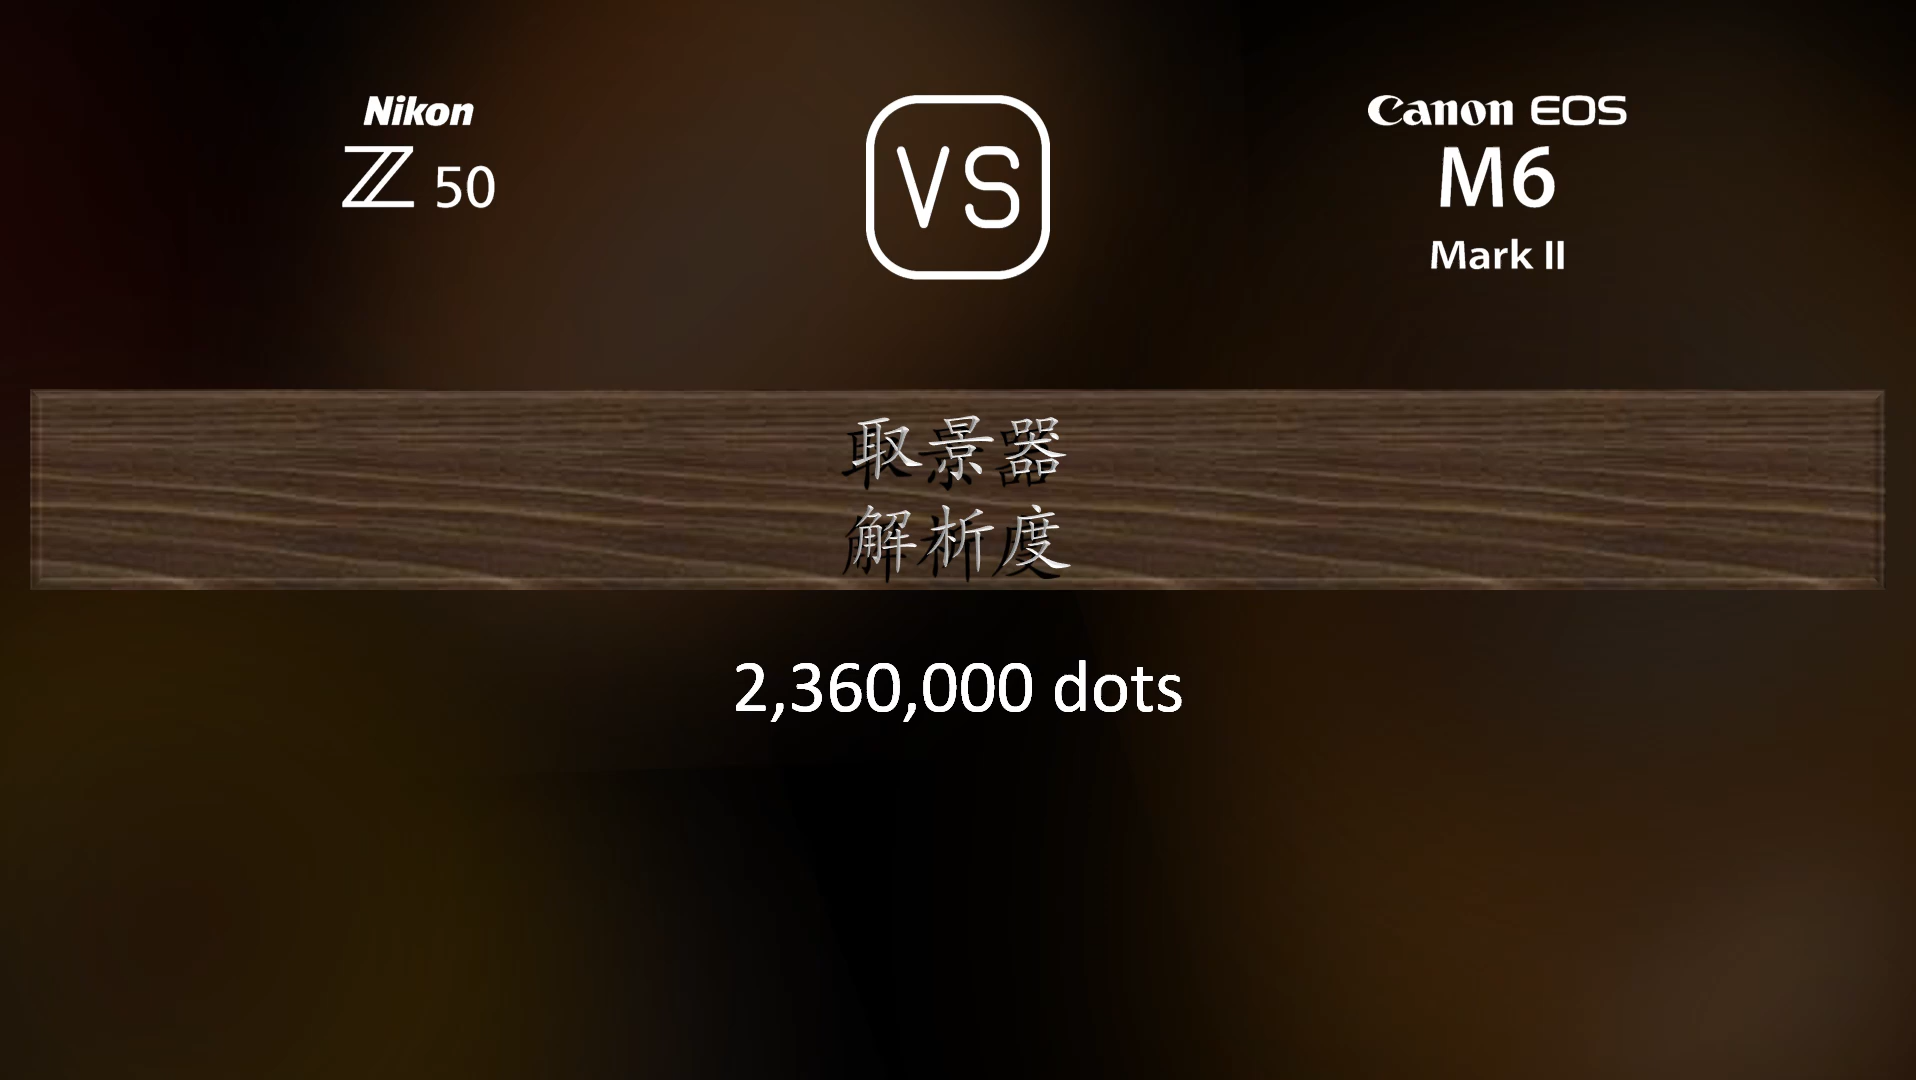 Nikon
Z 50
VS
Canon EOS
M6
Mark II
取景器
解析度
2,360,000 dots